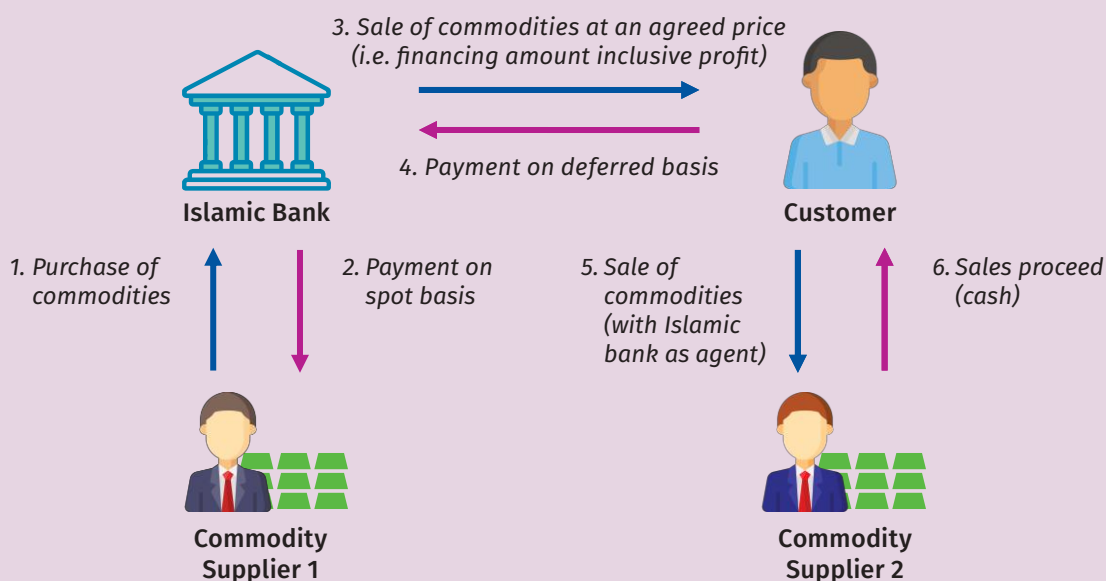 3. Sale of commodities at an agreed price
(i.e. financing amount inclusive profit)
4. Payment on deferred basis
Islamic Bank
Customer
1. Purchase of
commodities
2. Payment on
spot basis
5. Sale of
commodities
(with Islamic
bank as agent)
6. Sales proceed
(cash)
Commodity
Supplier 1
Commodity
Supplier 2